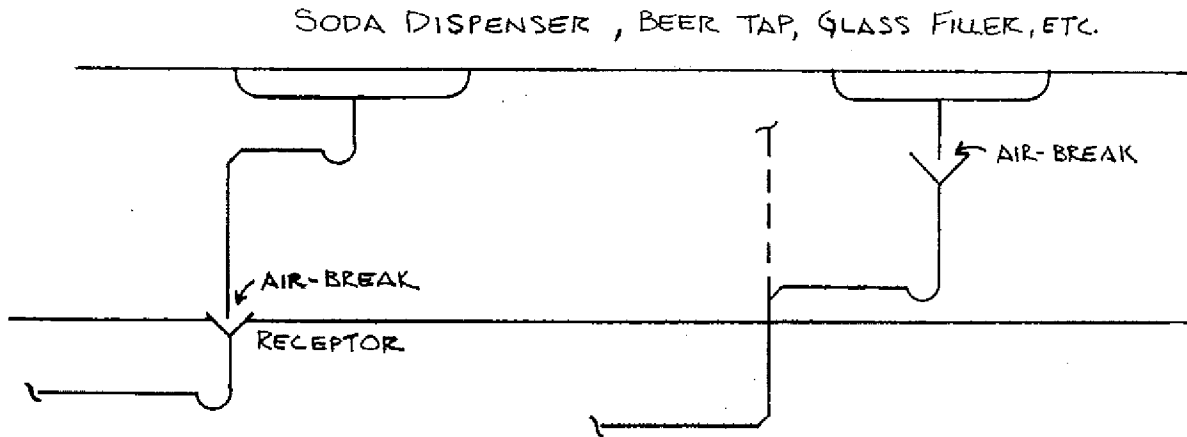 SODA DISPENSER, BEER TAP, GLASS FILLER, ETC.
AIR-BREAK
AIR-BREAK
RECEPTOR